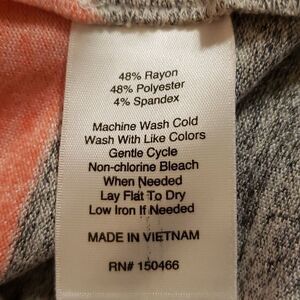 48% Rayon
48% Polyester
4% Spandex
Machine Wash Cold
Wash With Like Colors
Gentle Cycle
Non-chlorine Bleach
When Needed
Lay Flat To Dry
Low Iron If Needed
MADE IN VIETNAM
RN# 150466